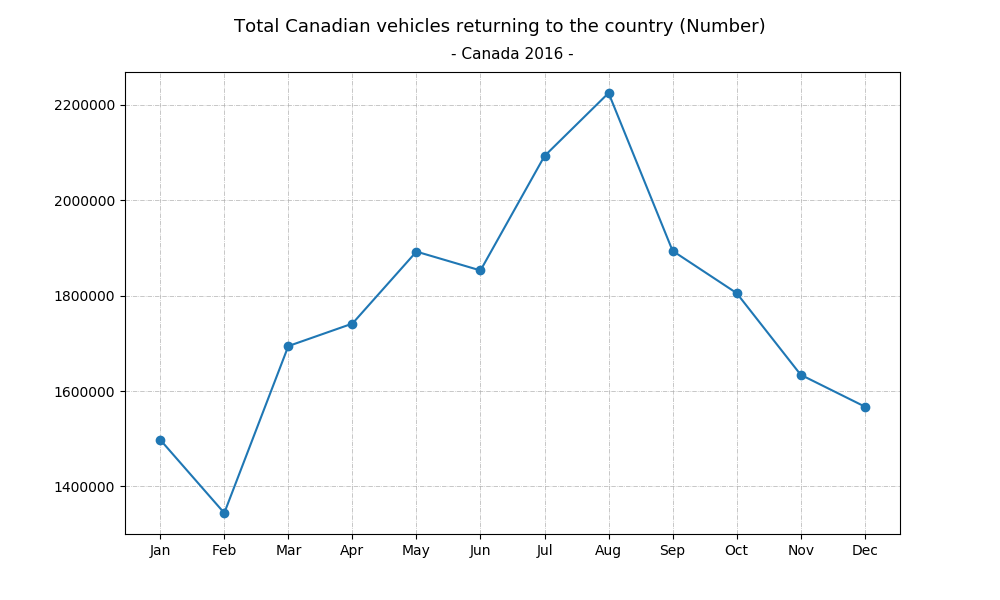 Total Canadian vehicles returning to the country (Number)
- Canada 2016 -
2200000
2000000
1800000
1600000
1400000
Jan Feb Mar Apr May Jun Jul Aug Sep Oct Nov Dec